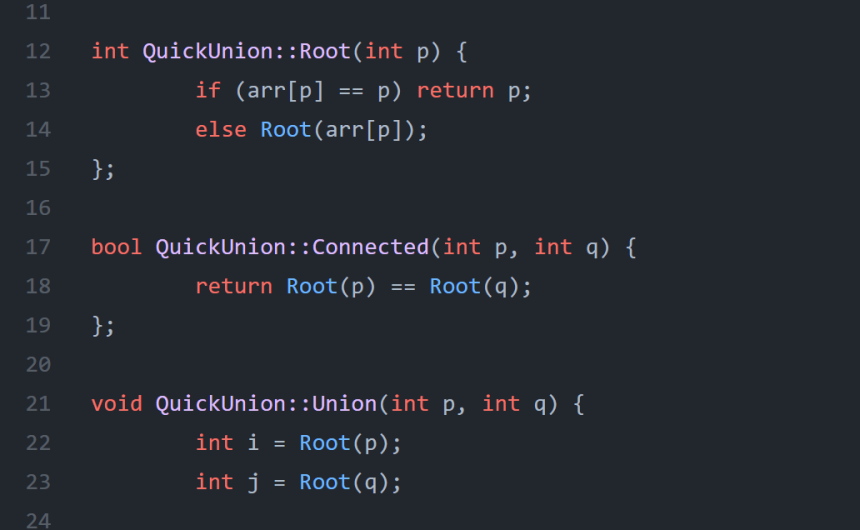 11
12 int QuickUnion::Root(int p) {
13 if (arr[p] == p) return p;
14 else Root(arr[p]);
15 };
16
17 bool QuickUnion::Connected(int p, int q) {
18 return Root(p) == Root(q);
19 };
20
21 void QuickUnion::Union(int p, int q) {
22 int i = Root(p);
23 int j = Root(q);
24